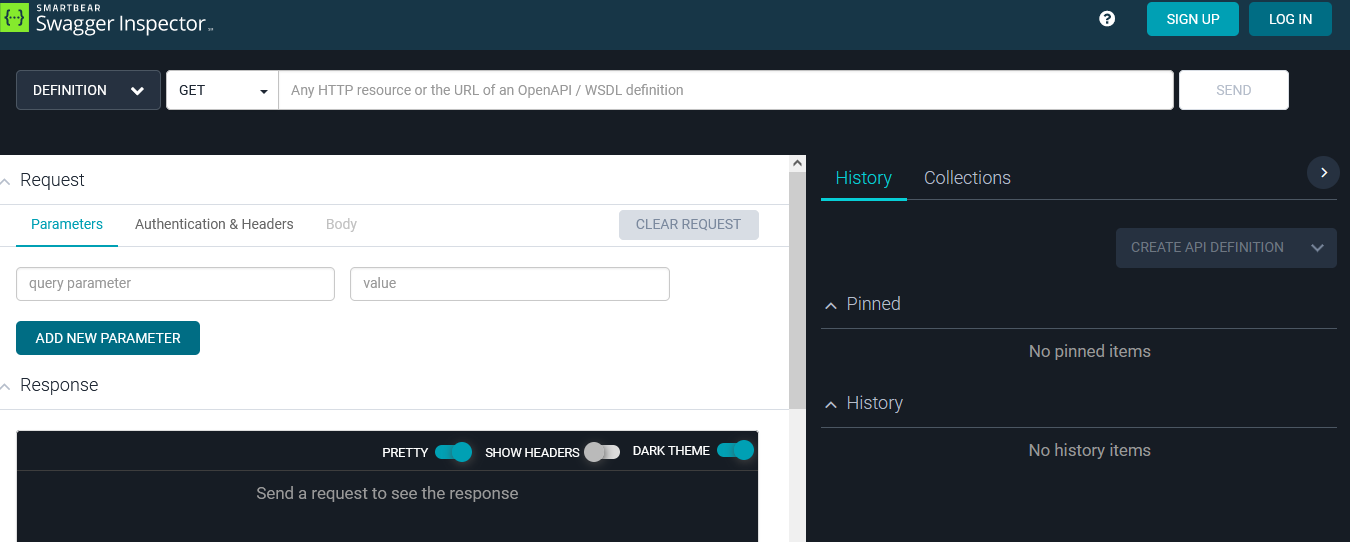 SMARTBEAR
Swagger Inspector
SIGN UP
LOG IN
DEFINITION
GET
Any HTTP resource or the URL of an OpenAPI / WSDL definition
SEND
Request
Parameters
Authentication & Headers
Body
CLEAR REQUEST
query parameter
value
ADD NEW PARAMETER
Response
PRETTY
SHOW HEADERS
DARK THEME
Send a request to see the response
History
Collections
CREATE API DEFINITION
Pinned
No pinned items
History
No history items